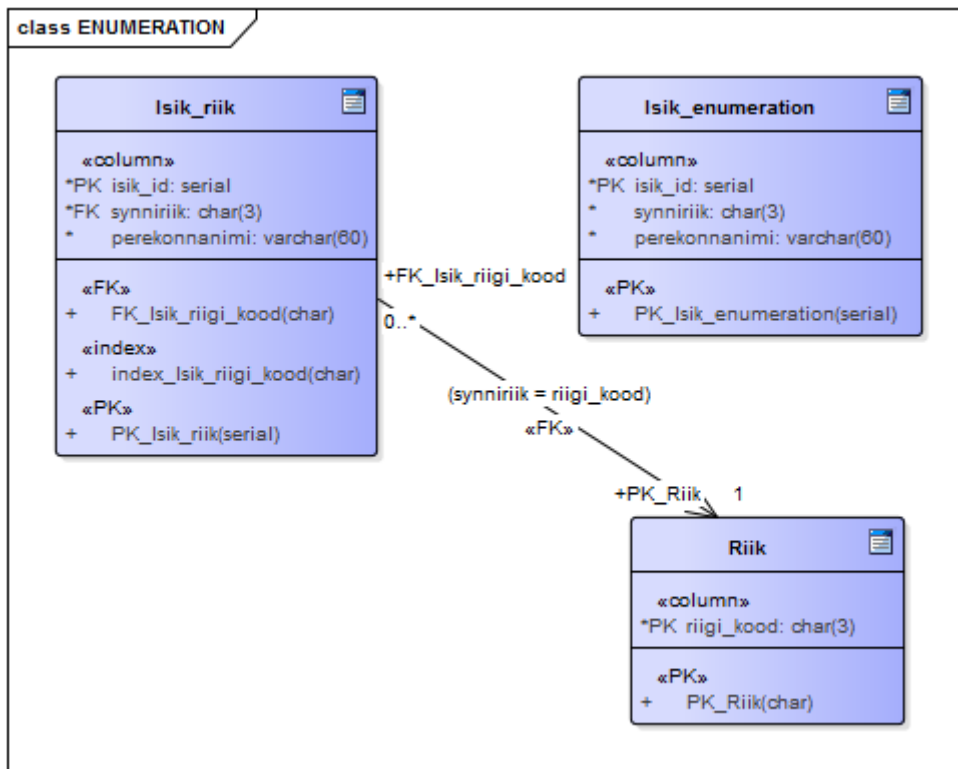 class ENUMERATION
Isik_riik
«column»
*PK isik_id: serial
*FK synniriik: char(3)
* perekonnanimi: varchar(60)
«FK»
+ FK_Isik_riigi_kood(char)
«index»
+ index_Isik_riigi_kood(char)
«PK»
+ PK_Isik_riik(serial)
Isik_enumeration
«column»
*PK isik_id: serial
* synniriik: char(3)
* perekonnanimi: varchar(60)
«PK»
+ PK_Isik_enumeration(serial)
+FK_Isik_riigi_kood
0..*
(synniriik = riigi_kood)
«FK»
+PK_Riik 1
Riik
«column»
*PK riigi_kood: char(3)
«PK»
+ PK_Riik(char)